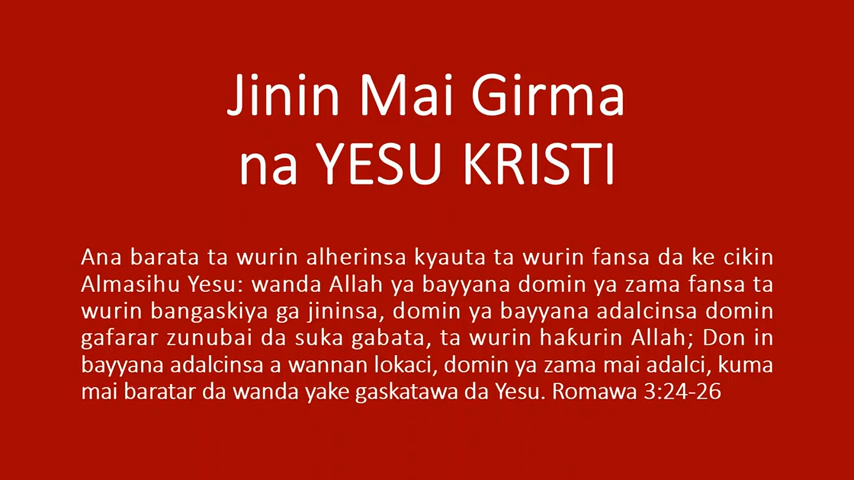 Jinin Mai Girma
na YESU KRISTI
Ana barata ta wurin alherinsa kyauta ta wurin fansa da ke cikin
Almasihu Yesu: wanda Allah ya bayyana domin ya zama fansa ta
wurin bangaskiya ga jininsa, domin ya bayyana adalcinsa domin
gafarar zunubai da suka gabata, ta wurin haƙurin Allah; Don in
bayyana adalcinsa a wannan lokaci, domin ya zama mai adalci, kuma
mai baratar da wanda yake gaskatawa da Yesu. Romawa 3:24-26